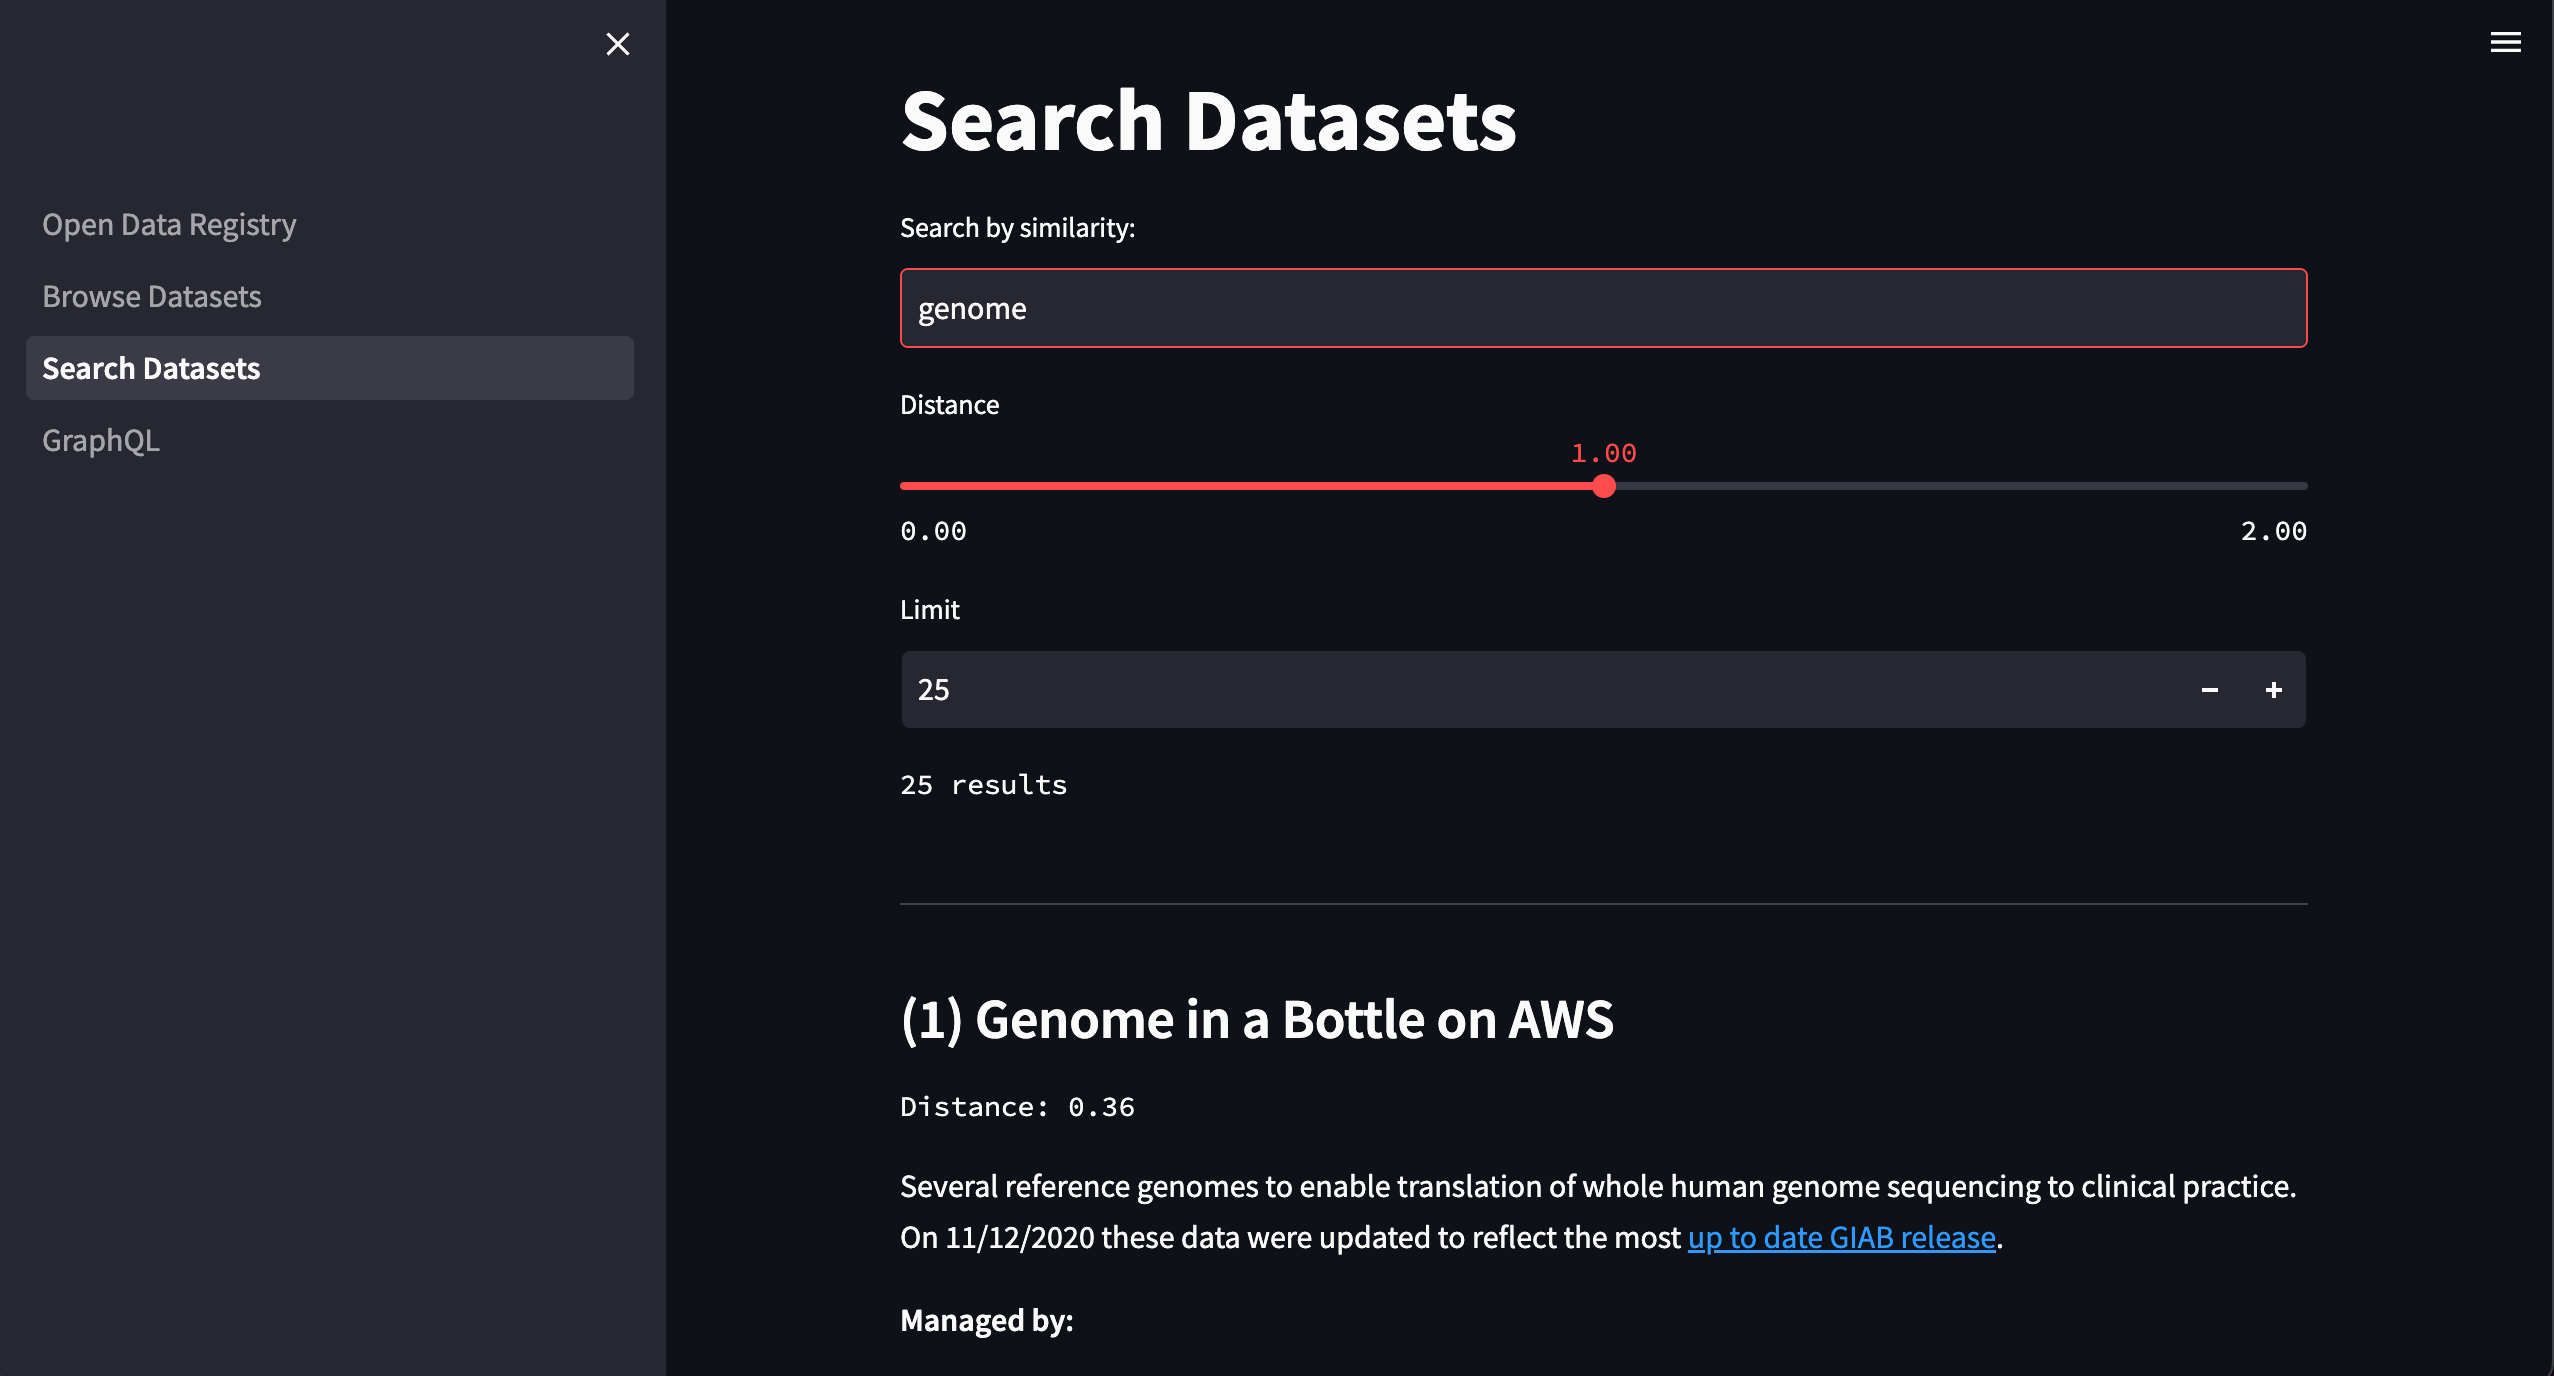 Open Data Registry
Browse Datasets
Search Datasets
GraphQL
Search Datasets
Search by similarity:
genome
Distance
1.00
0.00
2.00
Limit
25
25 results
(1) Genome in a Bottle on AWS
Distance: 0.36
Several reference genomes to enable translation of whole human genome sequencing to clinical practice.
On 11/12/2020 these data were updated to reflect the most up to date GIAB release.
Managed by: